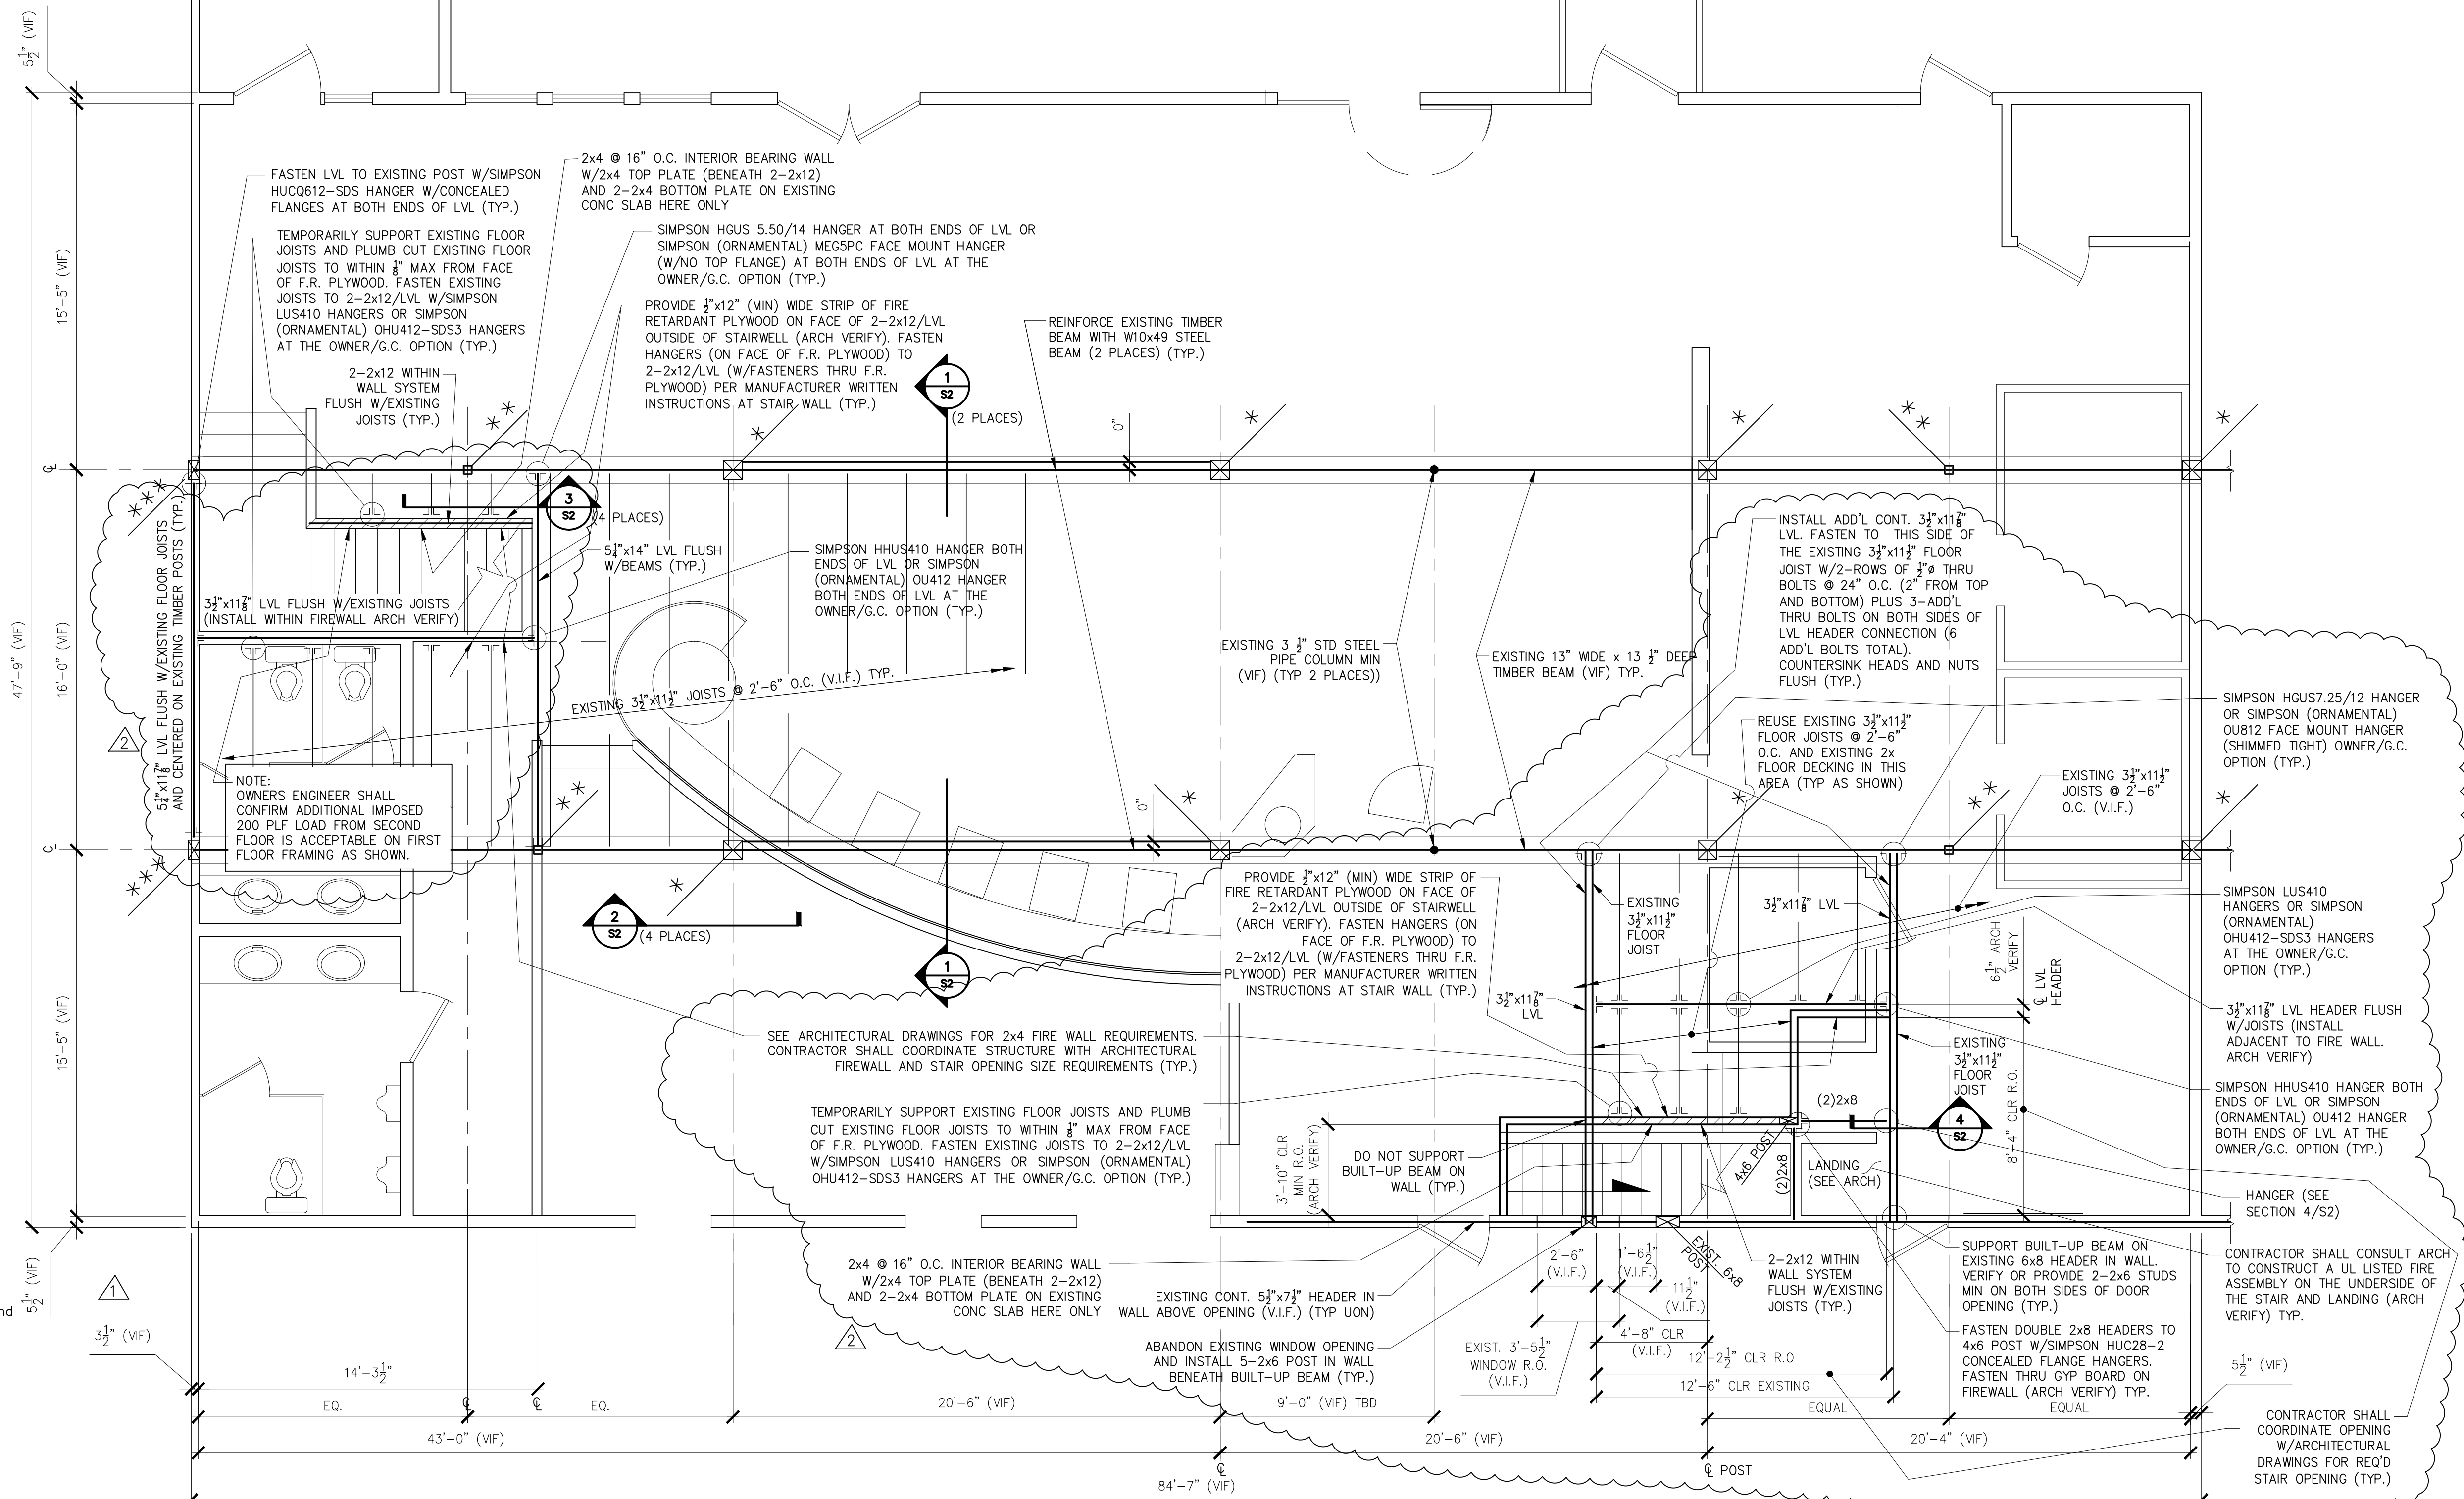 5½" (VIF)
15'-5" (VIF)
47'-9" (VIF)
16'-0" (VIF)
15'-5" (VIF)
5½" (VIF)
FASTEN LVL TO EXISTING POST W/SIMPSON
HUCQ612-SDS HANGER W/CONCEALED
FLANGES AT BOTH ENDS OF LVL (TYP.)
2x4 @ 16" O.C. INTERIOR BEARING WALL
W/2x4 TOP PLATE (BENEATH 2-2x12)
AND 2-2x4 BOTTOM PLATE ON EXISTING
CONC SLAB HERE ONLY
TEMPORARILY SUPPORT EXISTING FLOOR
JOISTS AND PLUMB CUT EXISTING FLOOR
JOISTS TO WITHIN ⅛" MAX FROM FACE
OF F.R. PLYWOOD. FASTEN EXISTING
JOISTS TO 2-2x12/LVL W/SIMPSON
LUS410 HANGERS OR SIMPSON
(ORNAMENTAL) OHU412-SDS3 HANGERS
AT THE OWNER/G.C. OPTION (TYP.)
SIMPSON HGUS 5.50/14 HANGER AT BOTH ENDS OF LVL OR
SIMPSON (ORNAMENTAL) MEG5PC FACE MOUNT HANGER
(W/NO TOP FLANGE) AT BOTH ENDS OF LVL AT THE
OWNER/G.C. OPTION (TYP.)
PROVIDE ½"x12" (MIN) WIDE STRIP OF FIRE
RETARDANT PLYWOOD ON FACE OF 2-2x12/LVL
OUTSIDE OF STAIRWELL (ARCH VERIFY). FASTEN
HANGERS (ON FACE OF F.R. PLYWOOD) TO
2-2x12/LVL (W/FASTENERS THRU F.R.
PLYWOOD) PER MANUFACTURER WRITTEN
INSTRUCTIONS AT STAIR WALL (TYP.)
2-2x12 WITHIN
WALL SYSTEM
FLUSH W/EXISTING
JOISTS (TYP.)
REINFORCE EXISTING TIMBER
BEAM WITH W10x49 STEEL
BEAM (2 PLACES) (TYP.)
1
S2
(2 PLACES)
0"
3
S2
(4 PLACES)
5¼"x14" LVL FLUSH
W/BEAMS (TYP.)
SIMPSON HHUS410 HANGER BOTH
ENDS OF LVL OR SIMPSON
(ORNAMENTAL) OU412 HANGER
BOTH ENDS OF LVL AT THE
OWNER/G.C. OPTION (TYP.)
3½"x11⅞" LVL FLUSH W/EXISTING JOISTS
(INSTALL WITHIN FIREWALL ARCH VERIFY)
5¼"x11⅞" LVL FLUSH W/EXISTING FLOOR JOISTS
AND CENTERED ON EXISTING TIMBER POSTS (TYP.)
EXISTING 3½"x11½" JOISTS @ 2'-6" O.C. (V.I.F.) TYP.
2
NOTE:
OWNERS ENGINEER SHALL
CONFIRM ADDITIONAL IMPOSED
200 PLF LOAD FROM SECOND
FLOOR IS ACCEPTABLE ON FIRST
FLOOR FRAMING AS SHOWN.
EXISTING 3 ½" STD STEEL
PIPE COLUMN MIN
(VIF) (TYP 2 PLACES))
EXISTING 13" WIDE x 13 ½" DEEP
TIMBER BEAM (VIF) TYP.
INSTALL ADD'L CONT. 3½"x11⅞"
LVL. FASTEN TO THIS SIDE OF
THE EXISTING 3½"x11½" FLOOR
JOIST W/2-ROWS OF ½"ø THRU
BOLTS @ 24" O.C. (2" FROM TOP
AND BOTTOM) PLUS 3-ADD'L
THRU BOLTS ON BOTH SIDES OF
LVL HEADER CONNECTION (6
ADD'L BOLTS TOTAL).
COUNTERSINK HEADS AND NUTS
FLUSH (TYP.)
REUSE EXISTING 3½"x11½"
FLOOR JOISTS @ 2'-6"
O.C. AND EXISTING 2x
FLOOR DECKING IN THIS
AREA (TYP AS SHOWN)
SIMPSON HGUS7.25/12 HANGER
OR SIMPSON (ORNAMENTAL)
OU812 FACE MOUNT HANGER
(SHIMMED TIGHT) OWNER/G.C.
OPTION (TYP.)
EXISTING 3½"x11½"
JOISTS @ 2'-6"
O.C. (V.I.F.)
0"
2
S2
(4 PLACES)
1
S2
PROVIDE ½"x12" (MIN) WIDE STRIP OF
FIRE RETARDANT PLYWOOD ON FACE OF
2-2x12/LVL OUTSIDE OF STAIRWELL
(ARCH VERIFY). FASTEN HANGERS (ON
FACE OF F.R. PLYWOOD) TO
2-2x12/LVL (W/FASTENERS THRU F.R.
PLYWOOD) PER MANUFACTURER WRITTEN
INSTRUCTIONS AT STAIR WALL (TYP.)
EXISTING
3½"x11½"
FLOOR
JOIST
3½"x11⅞" LVL
3½"x11⅞"
LVL
6½" ARCH
VERIFY
℄ LVL
HEADER
SIMPSON LUS410
HANGERS OR SIMPSON
(ORNAMENTAL)
OHU412-SDS3 HANGERS
AT THE OWNER/G.C.
OPTION (TYP.)
3½"x11⅞" LVL HEADER FLUSH
W/JOISTS (INSTALL
ADJACENT TO FIRE WALL.
ARCH VERIFY)
EXISTING
3½"x11½"
FLOOR
JOIST
SIMPSON HHUS410 HANGER BOTH
ENDS OF LVL OR SIMPSON
(ORNAMENTAL) OU412 HANGER
BOTH ENDS OF LVL AT THE
OWNER/G.C. OPTION (TYP.)
SEE ARCHITECTURAL DRAWINGS FOR 2x4 FIRE WALL REQUIREMENTS.
CONTRACTOR SHALL COORDINATE STRUCTURE WITH ARCHITECTURAL
FIREWALL AND STAIR OPENING SIZE REQUIREMENTS (TYP.)
TEMPORARILY SUPPORT EXISTING FLOOR JOISTS AND PLUMB
CUT EXISTING FLOOR JOISTS TO WITHIN ⅛" MAX FROM FACE
OF F.R. PLYWOOD. FASTEN EXISTING JOISTS TO 2-2x12/LVL
W/SIMPSON LUS410 HANGERS OR SIMPSON (ORNAMENTAL)
OHU412-SDS3 HANGERS AT THE OWNER/G.C. OPTION (TYP.)
3'-10" CLR
MIN R.O.
(ARCH VERIFY)
DO NOT SUPPORT
BUILT-UP BEAM ON
WALL (TYP.)
4x6 POST
(2)2x8
(2)2x8
LANDING
(SEE ARCH)
4
S2
8'-4" CLR R.O.
HANGER (SEE
SECTION 4/S2)
2x4 @ 16" O.C. INTERIOR BEARING WALL
W/2x4 TOP PLATE (BENEATH 2-2x12)
AND 2-2x4 BOTTOM PLATE ON EXISTING
CONC SLAB HERE ONLY
EXISTING CONT. 5½"x7½" HEADER IN
WALL ABOVE OPENING (V.I.F.) (TYP UON)
ABANDON EXISTING WINDOW OPENING
AND INSTALL 5-2x6 POST IN WALL
BENEATH BUILT-UP BEAM (TYP.)
2'-6"
(V.I.F.)
1'-6½"
(V.I.F.)
11½"
(V.I.F.)
EXIST. 6x8
POST
2-2x12 WITHIN
WALL SYSTEM
FLUSH W/EXISTING
JOISTS (TYP.)
SUPPORT BUILT-UP BEAM ON
EXISTING 6x8 HEADER IN WALL.
VERIFY OR PROVIDE 2-2x6 STUDS
MIN ON BOTH SIDES OF DOOR
OPENING (TYP.)
CONTRACTOR SHALL CONSULT ARCH
TO CONSTRUCT A UL LISTED FIRE
ASSEMBLY ON THE UNDERSIDE OF
THE STAIR AND LANDING (ARCH
VERIFY) TYP.
FASTEN DOUBLE 2x8 HEADERS TO
4x6 POST W/SIMPSON HUC28-2
CONCEALED FLANGE HANGERS.
FASTEN THRU GYP BOARD ON
FIREWALL (ARCH VERIFY) TYP.
EXIST. 3'-5½"
WINDOW R.O.
(V.I.F.)
4'-8" CLR
(V.I.F.)
12'-2½" CLR R.O
12'-6" CLR EXISTING
2
1
nd
3½" (VIF)
14'-3½"
EQ.
℄
℄
EQ.
20'-6" (VIF)
9'-0" (VIF) TBD
EQUAL
EQUAL
5½" (VIF)
43'-0" (VIF)
20'-6" (VIF)
20'-4" (VIF)
℄
℄ POST
84'-7" (VIF)
CONTRACTOR SHALL
COORDINATE OPENING
W/ARCHITECTURAL
DRAWINGS FOR REQ'D
STAIR OPENING (TYP.)
℄
℄